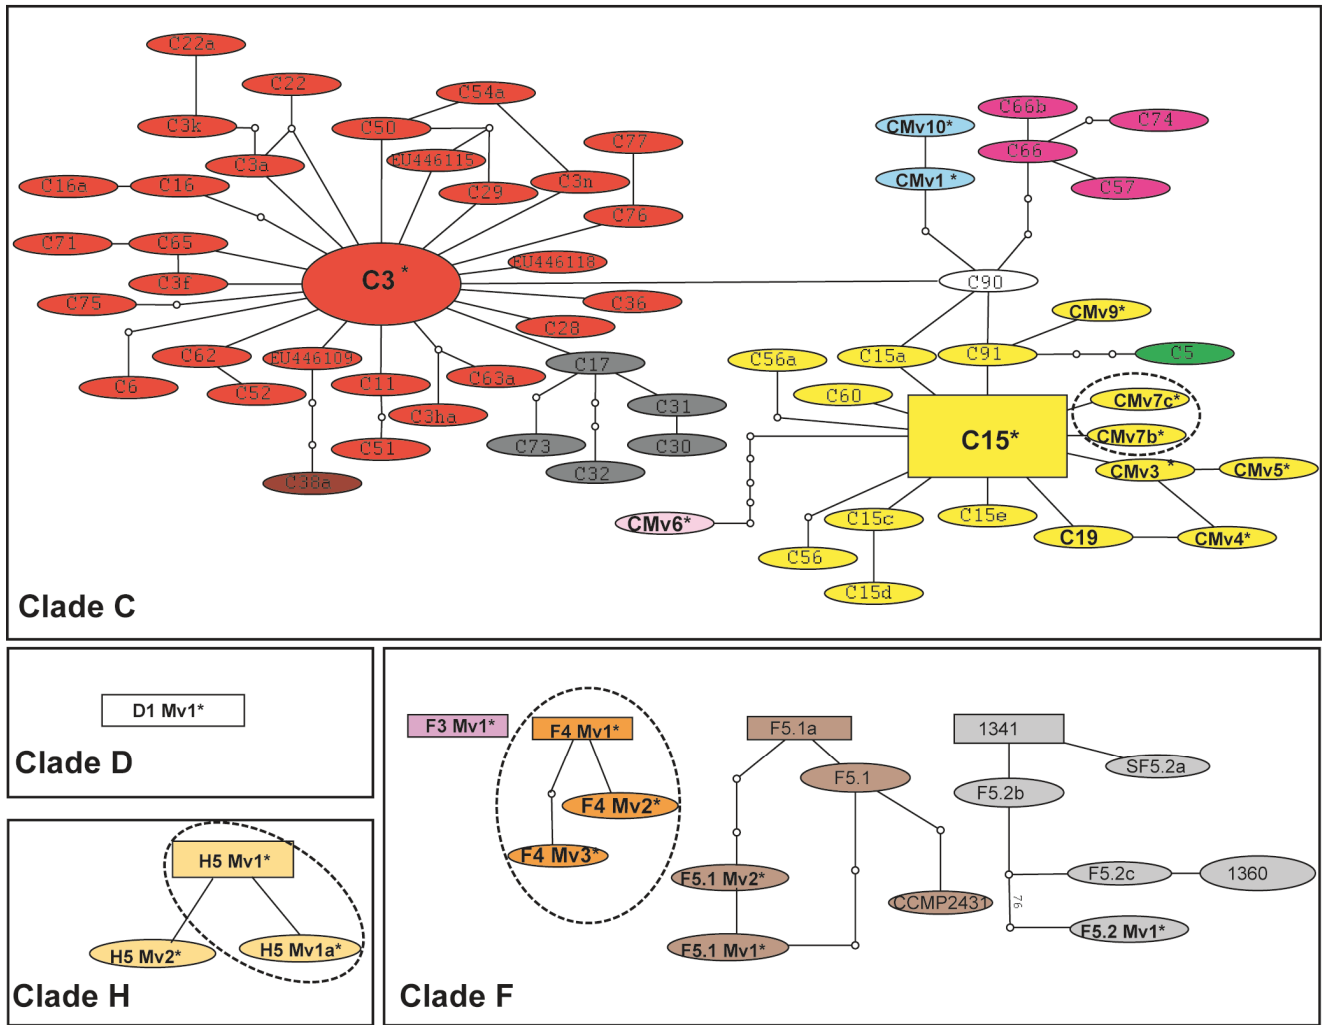 C22a
C22
C54a
C3k
C50
C66b
C74
CMv10*
C77
C3a
EU446115
C66
C16a
C16
C29
C3n
CMv1 *
C57
C76
C71
C65
EU446118
C3f
C3 *
C90
C75
C36
CMv9*
C28
C62
EU446109
C17
C56a
C15a
C91
C5
C6
C52
C11
C63a
C60
CMv7c*
C3ha
C31
C15*
CMv7b*
C51
C73
C30
CMv3 *
CMv5*
C38a
C32
CMv6*
C15c
C15e
C19
CMv4*
C56
C15d
Clade C
D1 Mv1*
Clade D
H5 Mv1*
H5 Mv2*
H5 Mv1a*
Clade H
F3 Mv1*
F4 Mv1*
F5.1a
1341
SF5.2a
F5.1
F5.2b
F4 Mv2*
F4 Mv3*
F5.1 Mv2*
F5.2c
1360
CCMP2431
76
F5.2 Mv1*
F5.1 Mv1*
Clade F